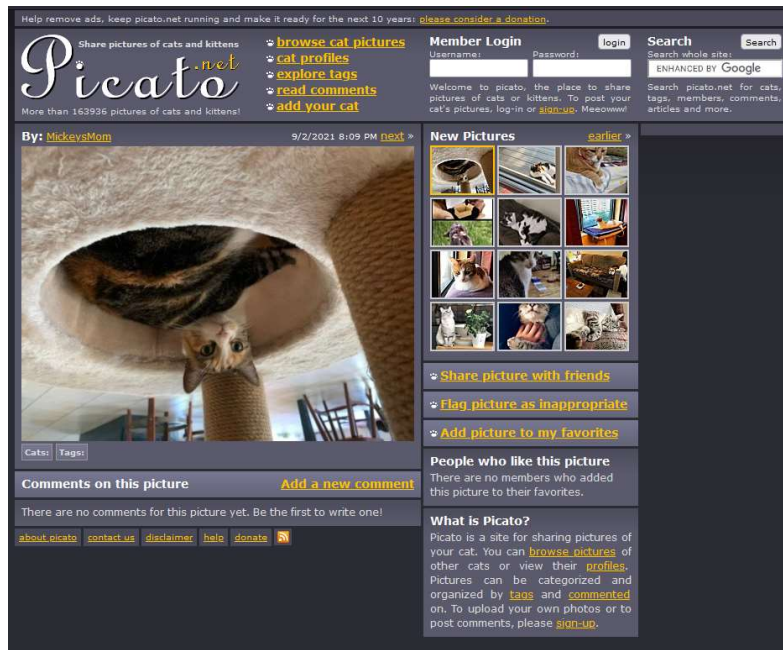 Help remove ads, keep picato.net running and make it ready for the next 10 years: please consider a donation.
Share pictures of cats and kittens
Picato.net
More than 163936 pictures of cats and kittens!
browse cat pictures
cat profiles
explore tags
read comments
add your cat
Member Login
login
Username:
Password:
Welcome to picato, the place to share
pictures of cats or kittens. To post your
cat's pictures, log-in or sign-up. Meeowww!
Search
Search
Search whole site:
ENHANCED BY Google
Search picato.net for cats,
tags, members, comments,
articles and more.
By: MickeysMom
9/2/2021 8:09 PM next »
Cats:
Tags:
Comments on this picture
Add a new comment
There are no comments for this picture yet. Be the first to write one!
about picato
contact us
disclaimer
help
donate
New Pictures
earlier »
Share picture with friends
Flag picture as inappropriate
Add picture to my favorites
People who like this picture
There are no members who added
this picture to their favorites.
What is Picato?
Picato is a site for sharing pictures of
your cat. You can browse pictures of
other cats or view their profiles.
Pictures can be categorized and
organized by tags and commented
on. To upload your own photos or to
post comments, please sign-up.